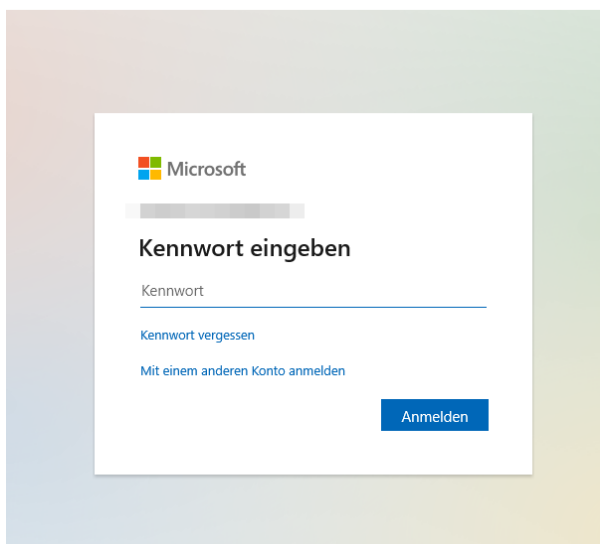 Microsoft
Kennwort eingeben
Kennwort
Kennwort vergessen
Mit einem anderen Konto anmelden
Anmelden